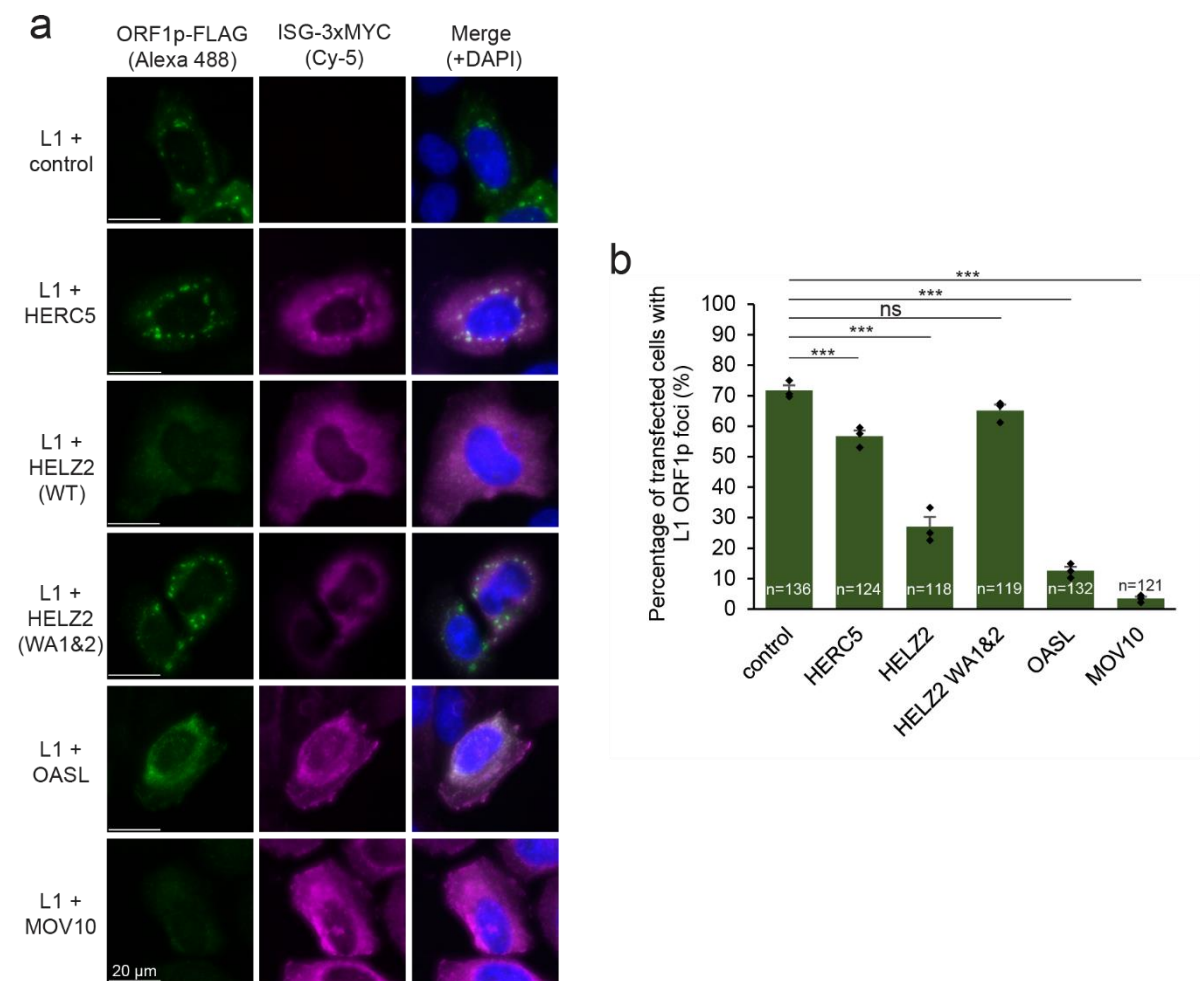 a
ORF1p-FLAG
(Alexa 488)
ISG-3xMYC
(Cy-5)
Merge
(+DAPI)
L1 +
control
L1 +
HERC5
L1 +
HELZ2
(WT)
L1 +
HELZ2
(WA1&2)
L1 +
OASL
L1 +
MOV10
20 µm
b
***
***
ns
***
***
Percentage of transfected cells with
L1 ORF1p foci (%)
100
90
80
70
60
50
40
30
20
10
0
n=136
n=124
n=118
n=119
n=132
n=121
control
HERC5
HELZ2
HELZ2 WA1&2
OASL
MOV10